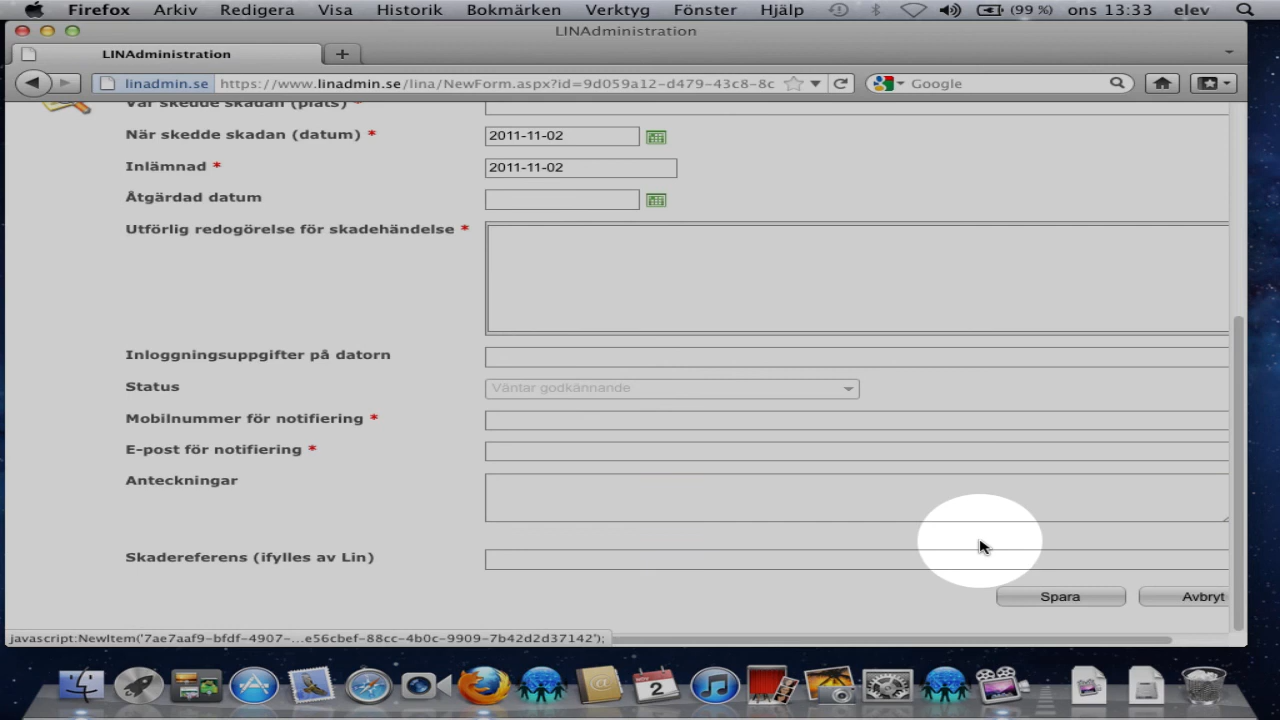 Firefox Arkiv Redigera Visa Historik Bokmärken Verktyg Fönster Hjälp (99 %) ons 13:33 elev
LINAdministration
LINAdministration
linadmin.se https://www.linadmin.se/lina/NewForm.aspx?id=9d059a12-d479-43c8-8c Google
Var skedde skadan (plats) *
När skedde skadan (datum) * 2011-11-02
Inlämnad * 2011-11-02
Åtgärdad datum
Utförlig redogörelse för skadehändelse *
Inloggningsuppgifter på datorn
Status Väntar godkännande
Mobilnummer för notifiering *
E-post för notifiering *
Anteckningar
Skadereferens (ifylles av Lin)
Spara Avbryt
javascript:NewItem('7ae7aaf9-bfdf-4907-...e56cbef-88cc-4b0c-9909-7b42d2d37142');
2